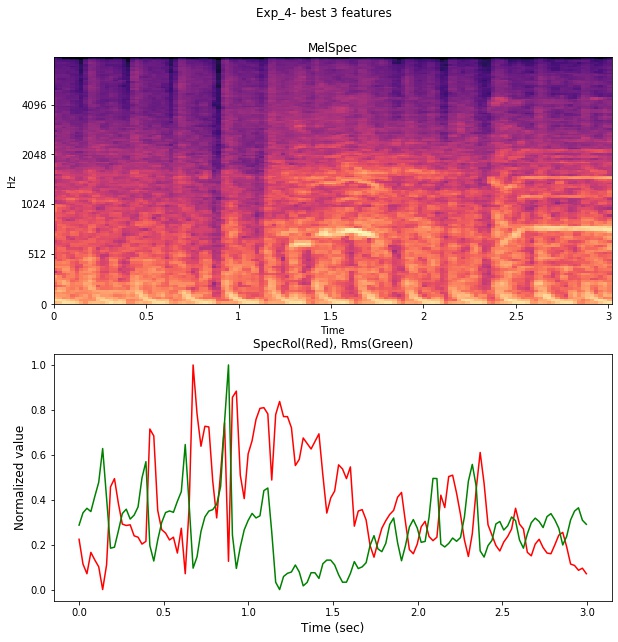 Exp_4- best 3 features
MelSpec
4096
2048
1024
512
0
Hz
0 0.5 1 1.5 2 2.5 3
Time
SpecRol(Red), Rms(Green)
1.0
0.8
0.6
0.4
0.2
0.0
Normalized value
0.0 0.5 1.0 1.5 2.0 2.5 3.0
Time (sec)